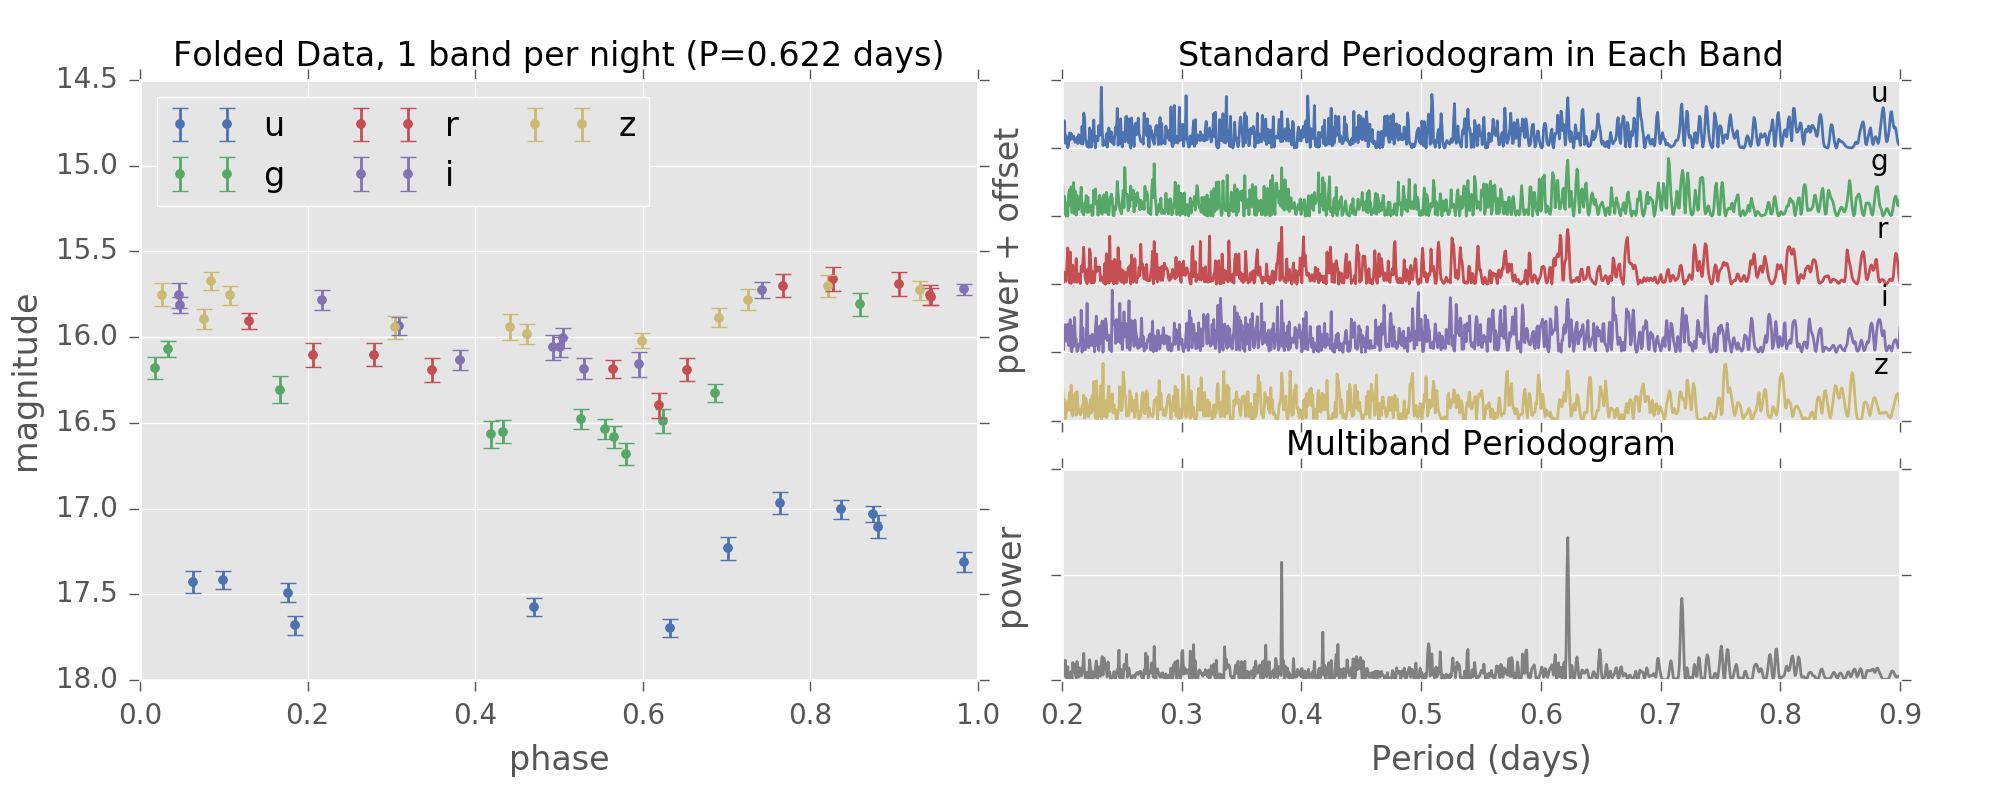 Folded Data, 1 band per night (P=0.622 days)
14.5
15.0
15.5
16.0
16.5
17.0
17.5
18.0
magnitude
u r z
g i
0.0 0.2 0.4 0.6 0.8 1.0
phase
Standard Periodogram in Each Band
power + offset
u
g
r
i
z
Multiband Periodogram
power
0.2 0.3 0.4 0.5 0.6 0.7 0.8 0.9
Period (days)